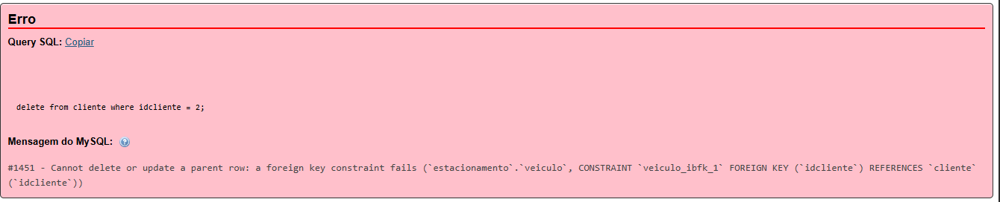 Erro
Query SQL: Copiar
delete from cliente where idcliente = 2;
Mensagem do MySQL:
#1451 - Cannot delete or update a parent row: a foreign key constraint fails (`estacionamento`.`veiculo`, CONSTRAINT `veiculo_ibfk_1` FOREIGN KEY (`idcliente`) REFERENCES `cliente`
(`idcliente`))